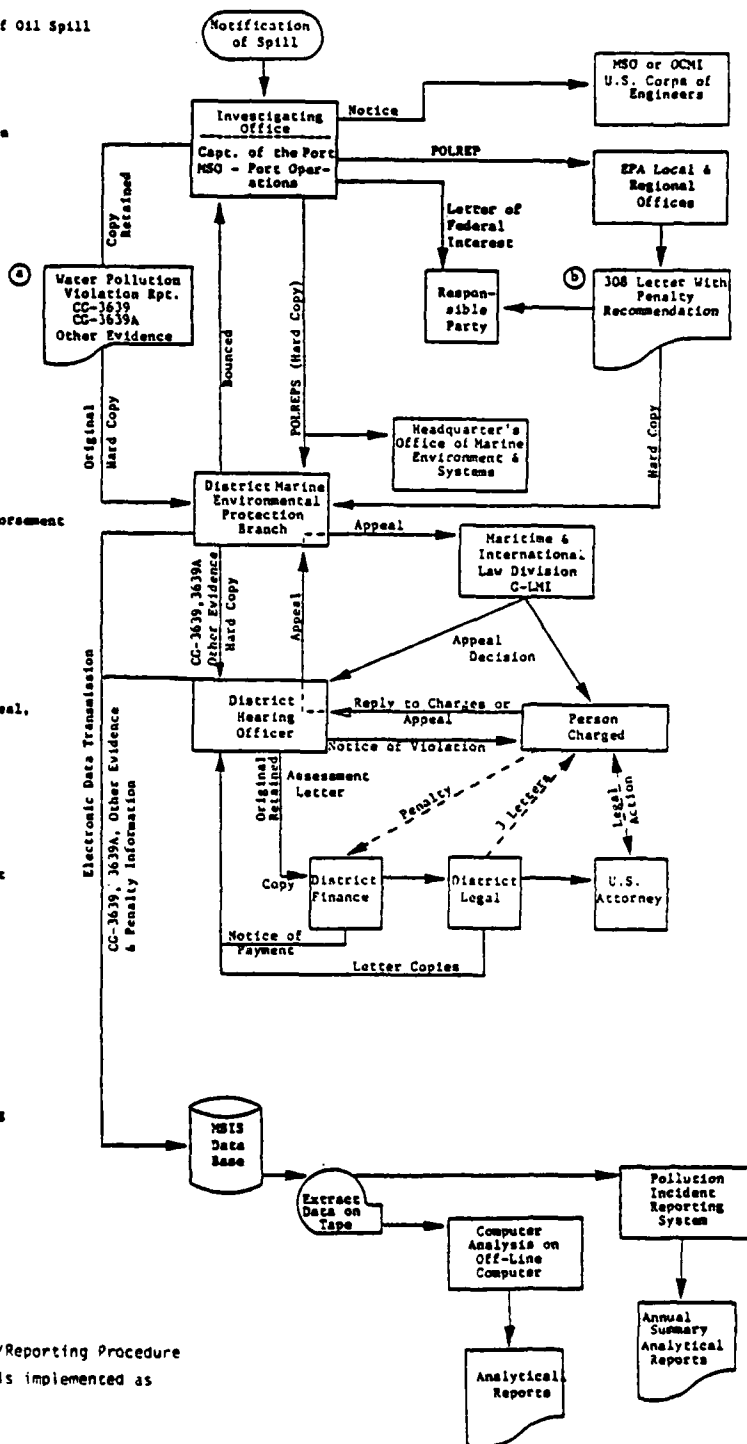 f Oil Spill
Notification
of Spill
MSO or OCMI
U.S. Corps of
Engineers
Notice
Investigating
Office
Capt. of the Port
MSO - Port Oper-
ations
POLREP
EPA Local &
Regional
Offices
Letter of
Federal
Interest
Copy
Retained
a
Water Pollution
Violation Rpt.
CG-3639
CG-3639A
Other Evidence
Respon-
sible
Party
b
308 Letter With
Penalty
Recommendation
Bounced
POLREPS (Hard Copy)
Original
Hard Copy
Hard Copy
Headquarter's
Office of Marine
Environment &
Systems
District Marine
Environmental
Protection
Branch
orsement
Appeal
Maritime &
International
Law Division
G-LMI
CG-3639,3639A
Other Evidence
Hard Copy
Appeal
Appeal
Decision
eal,
District
Hearing
Officer
Reply to Charges or
Appeal
Notice of Violation
Person
Charged
Electronic Data Transmission
CG-3639, 3639A, Other Evidence
& Penalty Information
Original
Retained
Assessment
Letter
Penalty
3 Letters
Legal
Action
Copy
District
Finance
District
Legal
U.S.
Attorney
Notice of
Payment
Letter Copies
MSIS
Data
Base
Extract
Data on
Tape
Pollution
Incident
Reporting
System
Computer
Analysis on
Off-Line
Computer
Annual
Summary
Analytical
Reports
Analytical
Reports
/Reporting Procedure
is implemented as